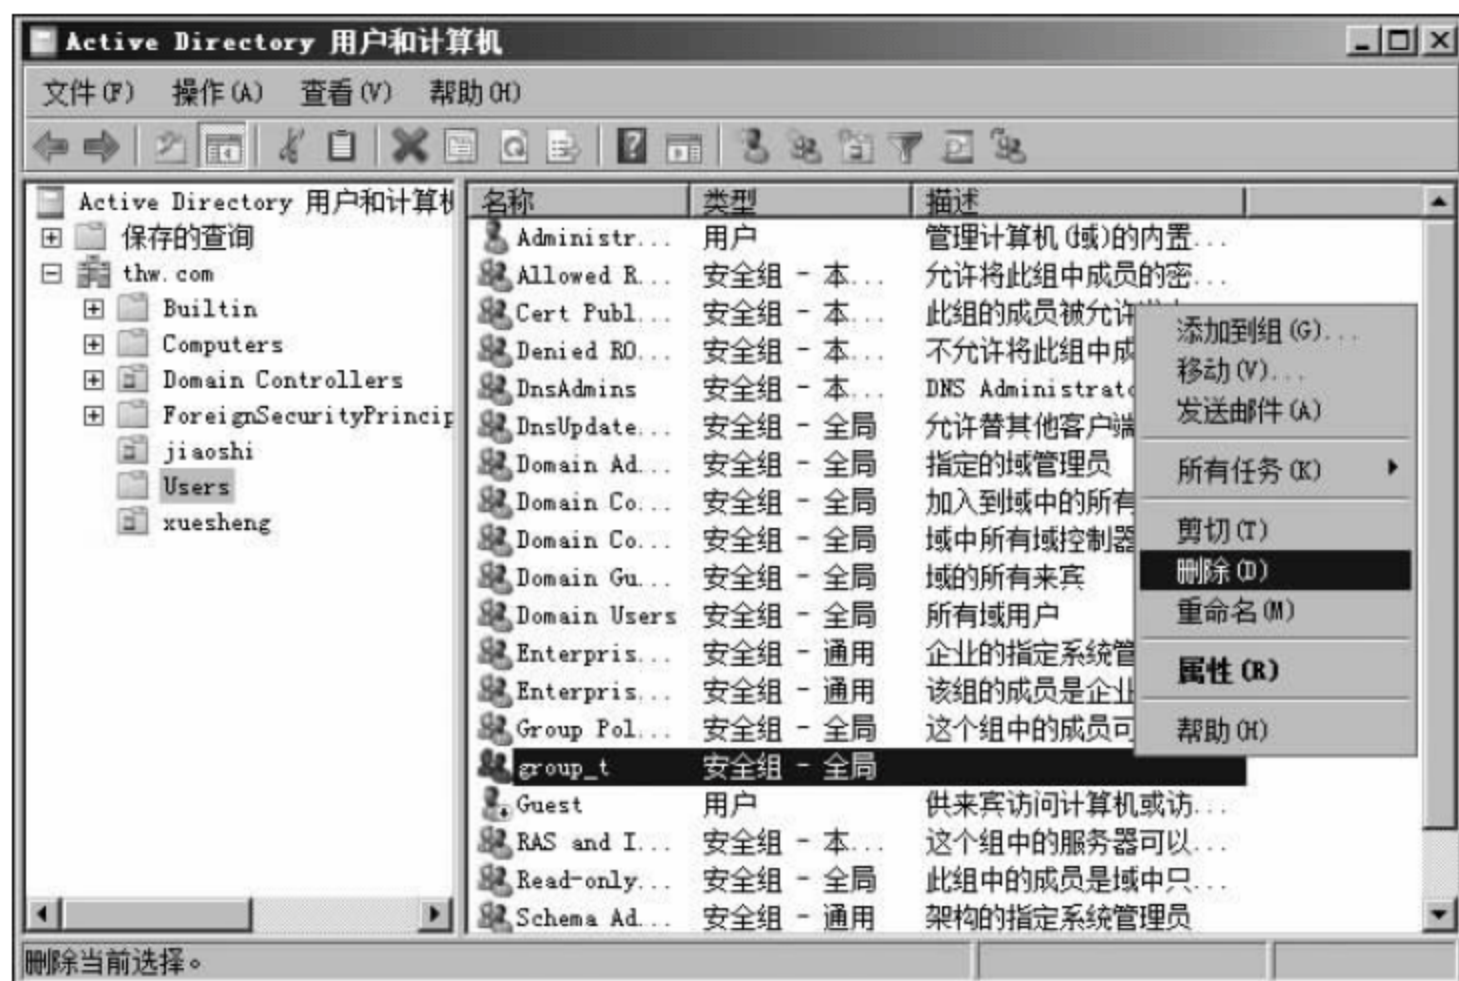 Active Directory 用户和计算机
文件(F) 操作(A) 查看(V) 帮助(H)
Active Directory 用户和计算机
保存的查询
thw.com
Builtin
Computers
Domain Controllers
ForeignSecurityPrincip
jiaoshi
Users
xuesheng
名称 类型 描述
Administr... 用户 管理计算机(域)的内置...
Allowed R... 安全组 - 本... 允许将此组中成员的密...
Cert Publ... 安全组 - 本... 此组的成员被允许
Denied RO... 安全组 - 本... 不允许将此组中成
DnsAdmins 安全组 - 本... DNS Administrato
DnsUpdate... 安全组 - 全局 允许替其他客户端
Domain Ad... 安全组 - 全局 指定的域管理员
Domain Co... 安全组 - 全局 加入到域中的所有
Domain Co... 安全组 - 全局 域中所有域控制器
Domain Gu... 安全组 - 全局 域的所有来宾
Domain Users 安全组 - 全局 所有域用户
Enterpris... 安全组 - 通用 企业的指定系统管
Enterpris... 安全组 - 通用 该组的成员是企业
Group Pol... 安全组 - 全局 这个组中的成员可
group_t 安全组 - 全局
Guest 用户 供来宾访问计算机或访...
RAS and I... 安全组 - 本... 这个组中的服务器可以...
Read-only... 安全组 - 全局 此组中的成员是域中只...
Schema Ad... 安全组 - 通用 架构的指定系统管理员
添加到组(G)...
移动(V)...
发送邮件(A)
所有任务(K)
剪切(T)
删除(D)
重命名(M)
属性(R)
帮助(H)
删除当前选择。